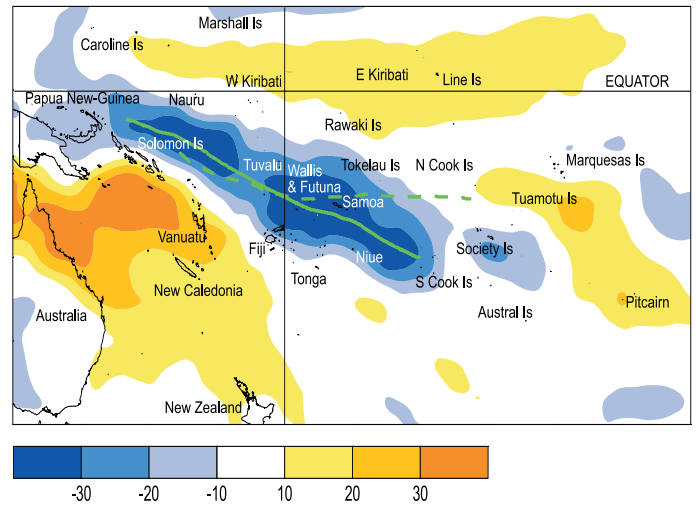 Marshall Is
Caroline Is
W Kiribati
E Kiribati
Line Is
EQUATOR
Papua New-Guinea
Nauru
Rawaki Is
Solomon Is
Tuvalu
Wallis
& Futuna
Tokelau Is
N Cook Is
Marquesas Is
Samoa
Tuamotu Is
Vanuatu
Fiji
Niue
Society Is
Tonga
S Cook Is
New Caledonia
Austral Is
Pitcairn
Australia
New Zealand
-30 -20 -10 10 20 30